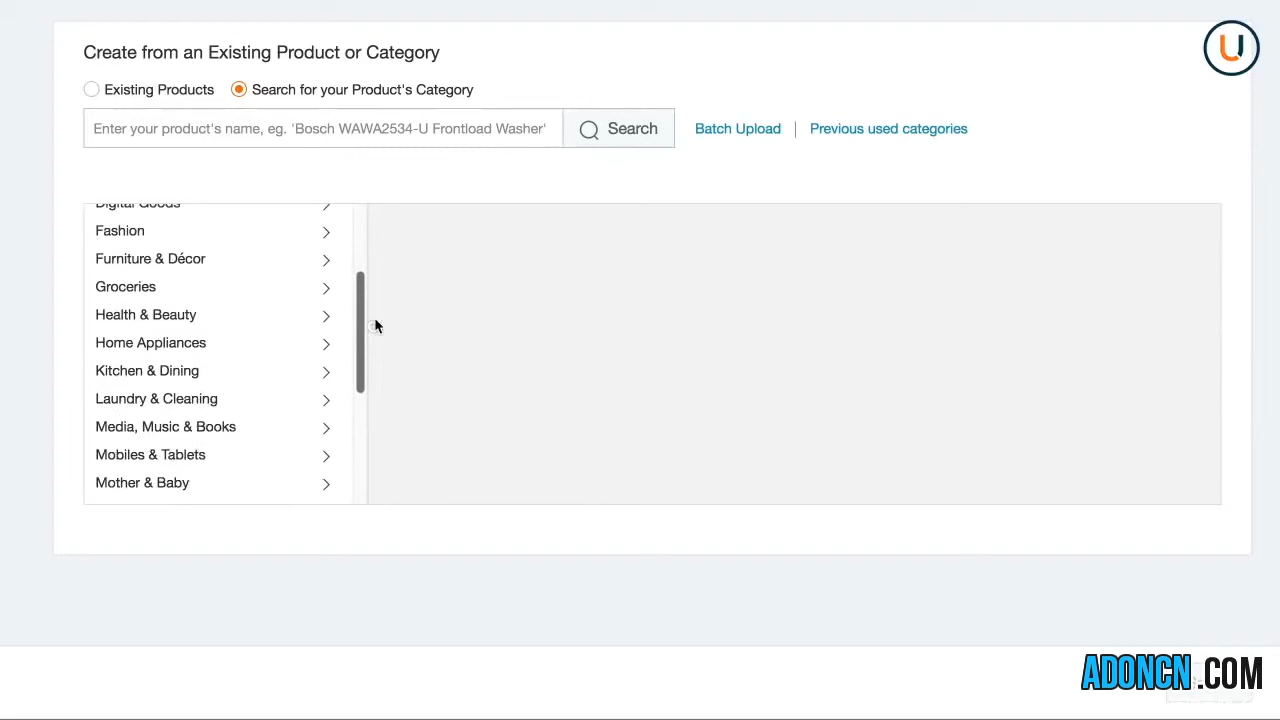 Create from an Existing Product or Category
Existing Products
Search for your Product's Category
Enter your product's name, eg. 'Bosch WAWA2534-U Frontload Washer'
Search
Batch Upload
Previous used categories
Digital Goods
Fashion
Furniture & Décor
Groceries
Health & Beauty
Home Appliances
Kitchen & Dining
Laundry & Cleaning
Media, Music & Books
Mobiles & Tablets
Mother & Baby
ADONCN.COM